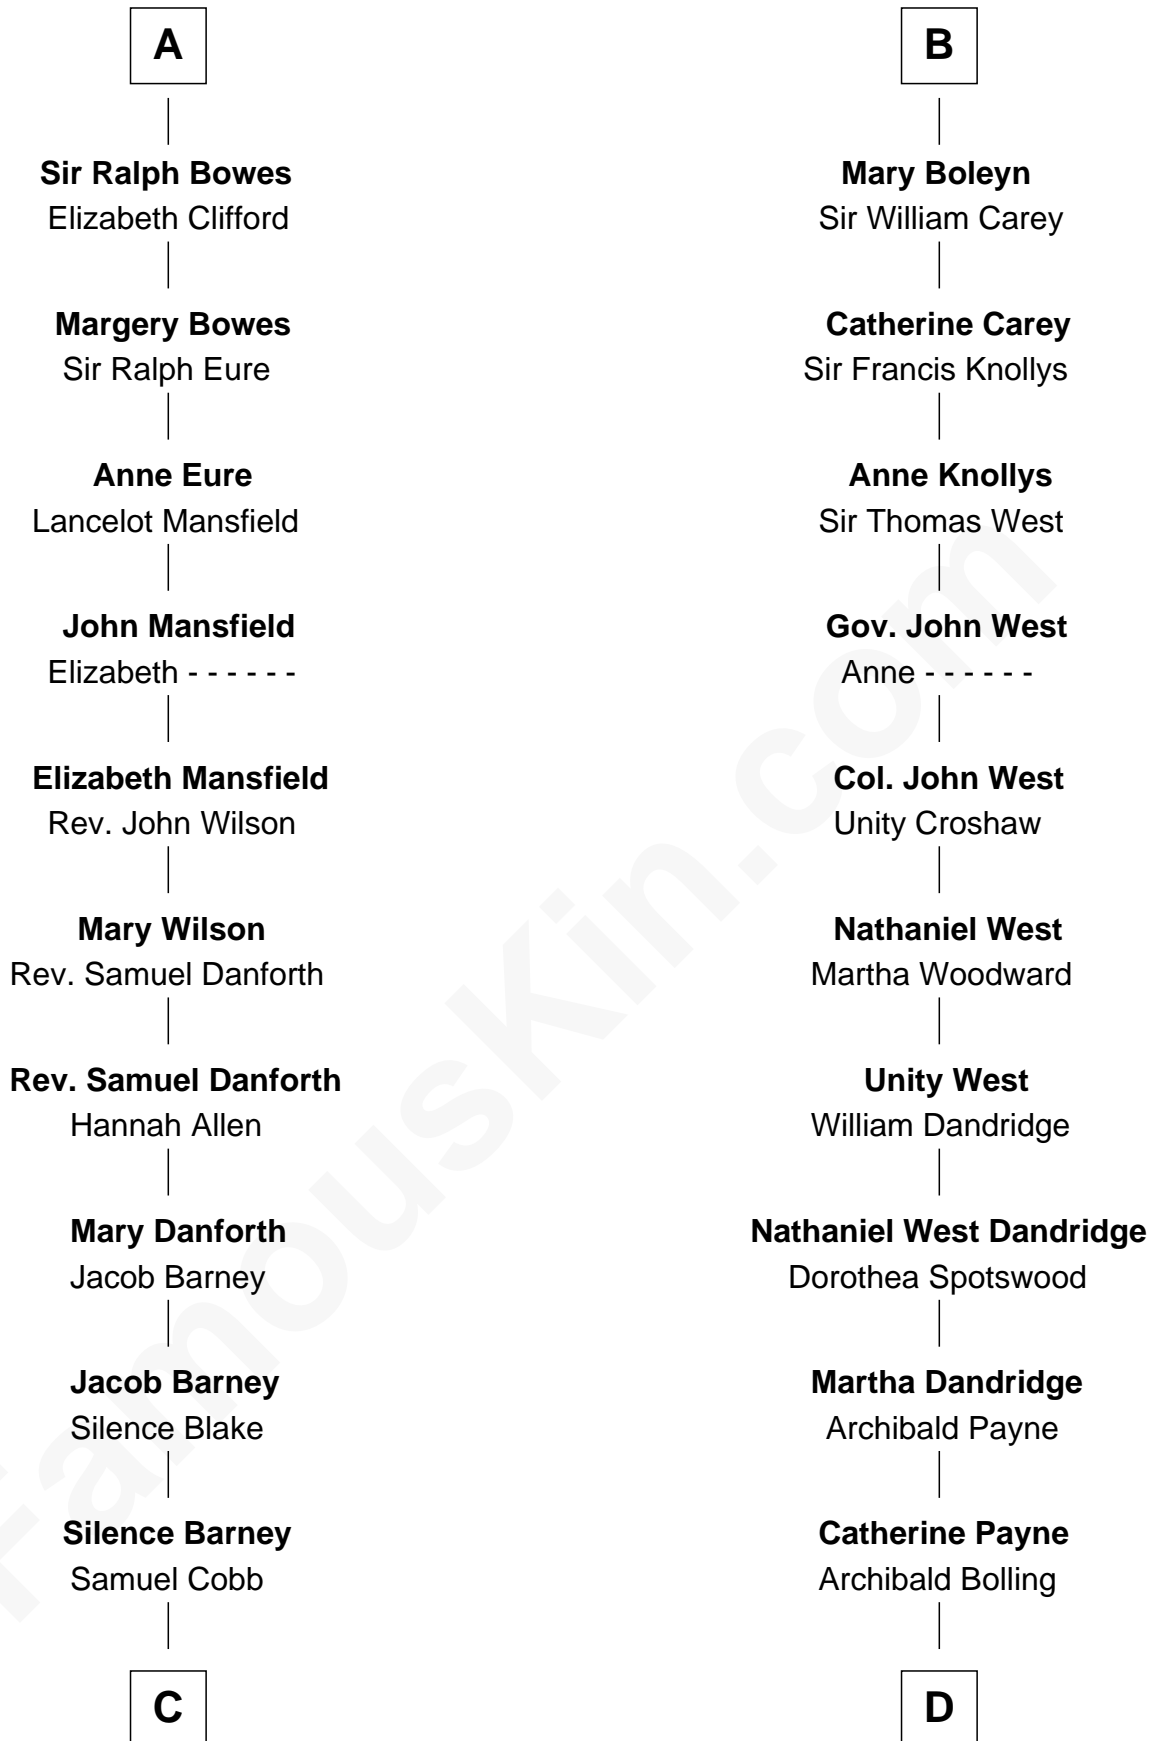 A
Sir Ralph Bowes
Elizabeth Clifford
Margery Bowes
Sir Ralph Eure
Anne Eure
Lancelot Mansfield
John Mansfield
Elizabeth - - - - - -
Elizabeth Mansfield
Rev. John Wilson
Mary Wilson
Rev. Samuel Danforth
Rev. Samuel Danforth
Hannah Allen
Mary Danforth
Jacob Barney
Jacob Barney
Silence Blake
Silence Barney
Samuel Cobb
C
B
Mary Boleyn
Sir William Carey
Catherine Carey
Sir Francis Knollys
Anne Knollys
Sir Thomas West
Gov. John West
Anne - - - - - -
Col. John West
Unity Croshaw
Nathaniel West
Martha Woodward
Unity West
William Dandridge
Nathaniel West Dandridge
Dorothea Spotswood
Martha Dandridge
Archibald Payne
Catherine Payne
Archibald Bolling
D
FamousKin.com